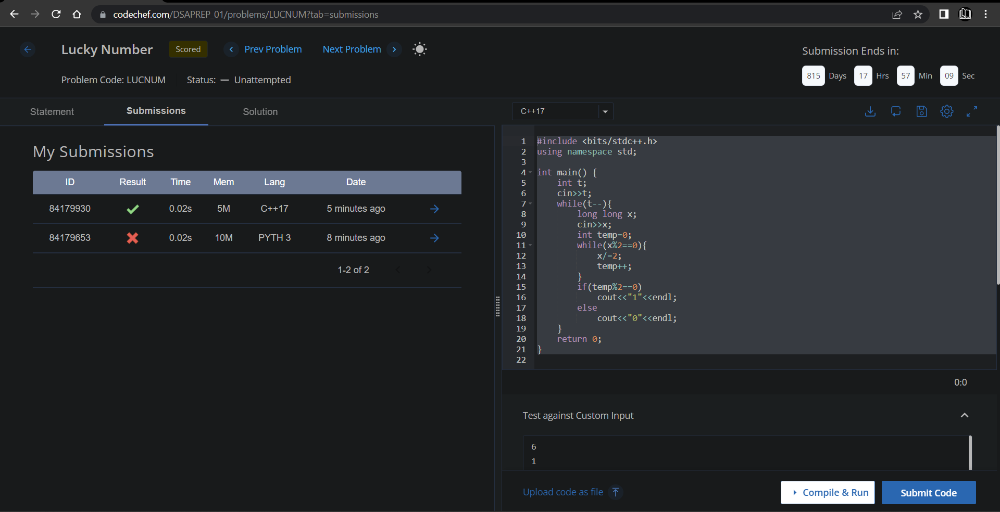 codechef.com/DSAPREP_01/problems/LUCNUM?tab=submissions
Lucky Number Scored Prev Problem Next Problem
Submission Ends in:
815 Days 17 Hrs 57 Min 09 Sec
Problem Code: LUCNUM Status: — Unattempted
Statement Submissions Solution
C++17
My Submissions
ID Result Time Mem Lang Date
84179930 0.02s 5M C++17 5 minutes ago
84179653 0.02s 10M PYTH 3 8 minutes ago
1-2 of 2
1 #include <bits/stdc++.h>
2 using namespace std;
3
4 int main() {
5 int t;
6 cin>>t;
7 while(t--){
8 long long x;
9 cin>>x;
10 int temp=0;
11 while(x%2==0){
12 x/=2;
13 temp++;
14 }
15 if(temp%2==0)
16 cout<<"1"<<endl;
17 else
18 cout<<"0"<<endl;
19 }
20 return 0;
21 }
22
0:0
Test against Custom Input
6
1
Upload code as file
Compile & Run
Submit Code